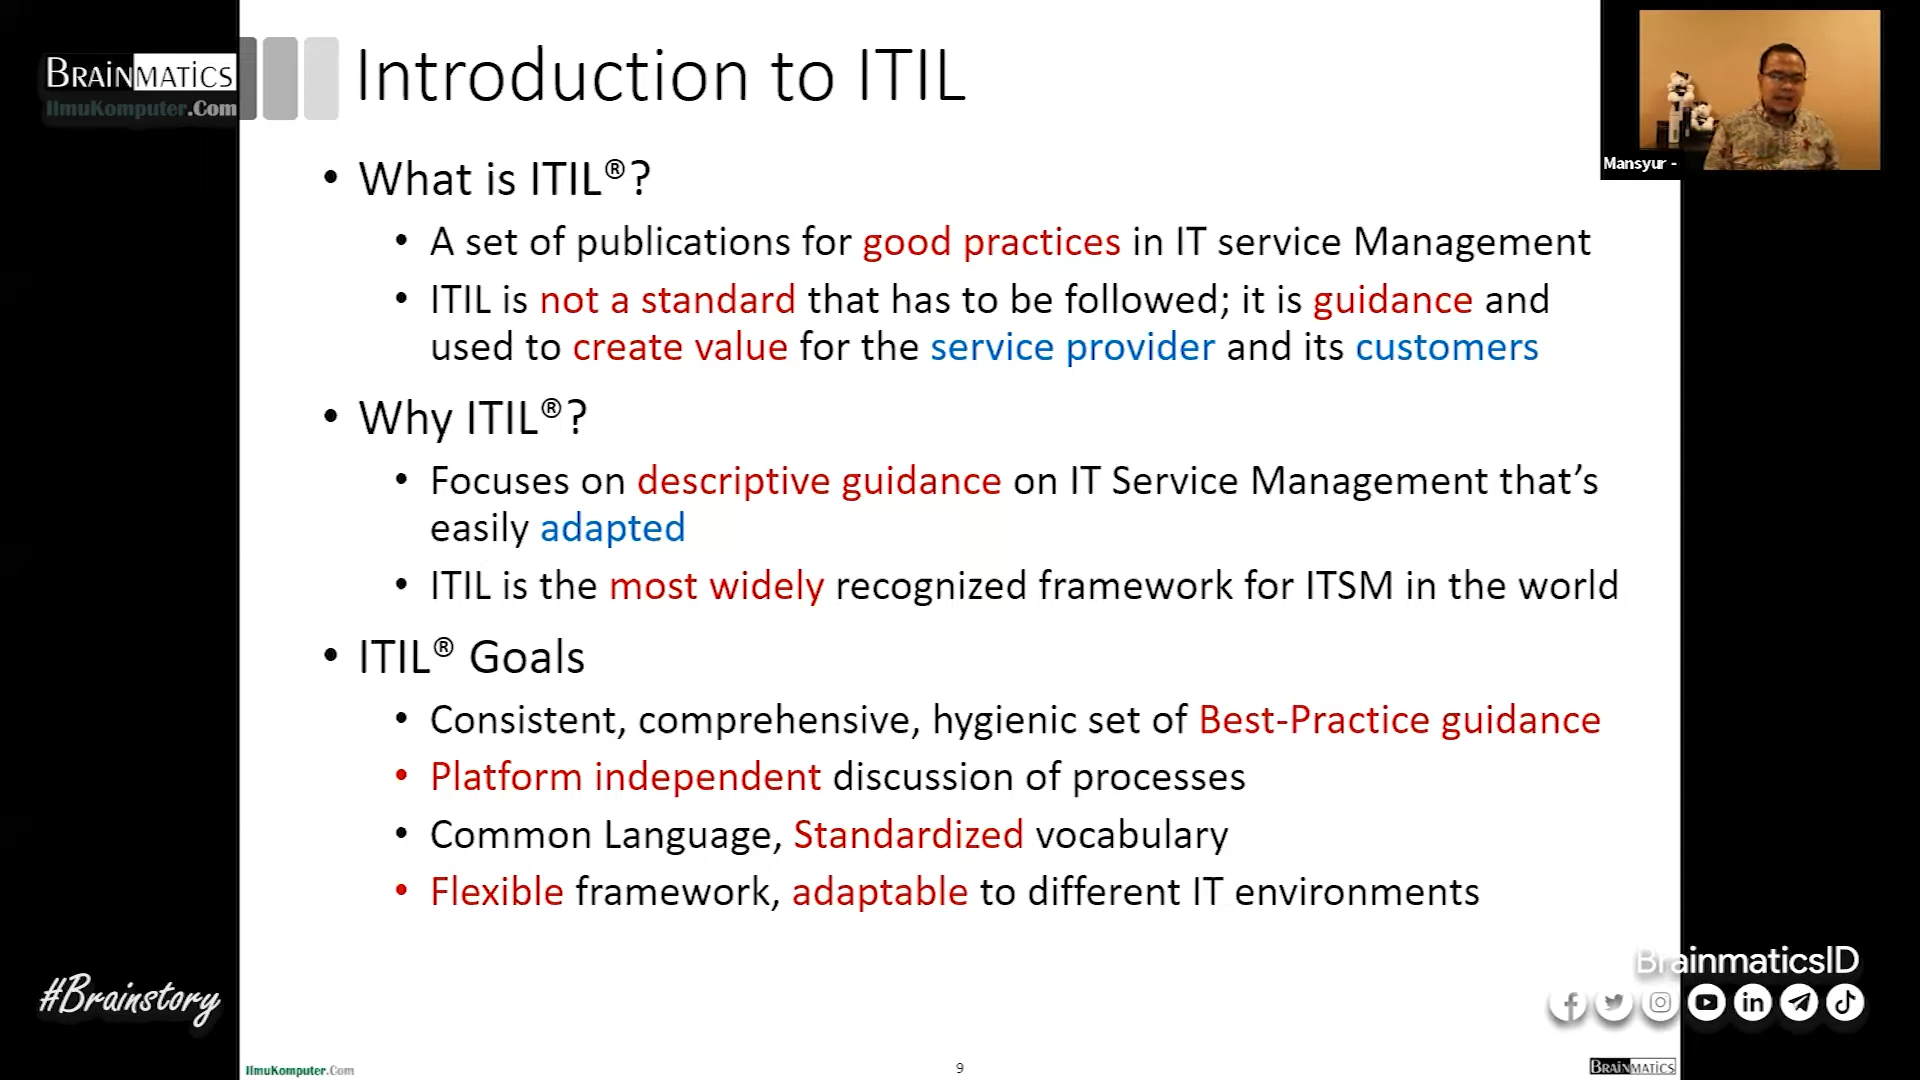 BRAINMATICS
IlmuKomputer.Com
Introduction to ITIL
Mansyur -
• What is ITIL®?
• A set of publications for good practices in IT service Management
• ITIL is not a standard that has to be followed; it is guidance and
used to create value for the service provider and its customers
• Why ITIL®?
• Focuses on descriptive guidance on IT Service Management that’s
easily adapted
• ITIL is the most widely recognized framework for ITSM in the world
• ITIL® Goals
• Consistent, comprehensive, hygienic set of Best-Practice guidance
• Platform independent discussion of processes
• Common Language, Standardized vocabulary
• Flexible framework, adaptable to different IT environments
#Brainstory
BrainmaticsID
IlmuKomputer.Com
9
BRAINMATICS